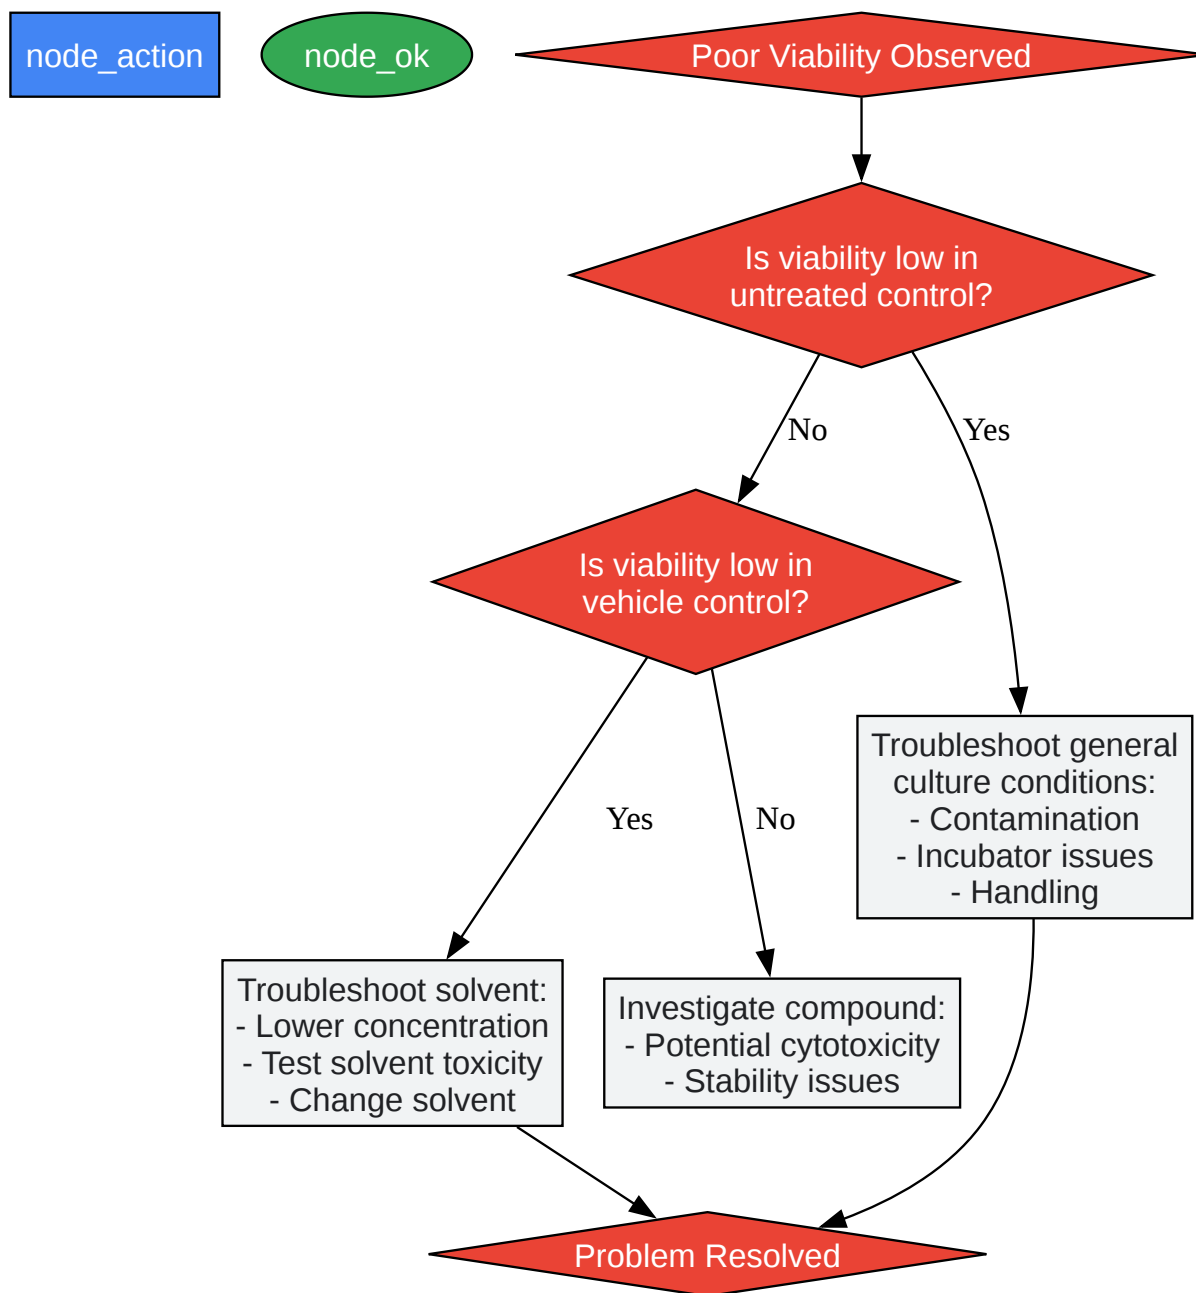 node_action
node_ok
Poor Viability Observed
Is viability low in
untreated control?
No
Yes
Is viability low in
vehicle control?
Yes
No
Troubleshoot general
culture conditions:
- Contamination
- Incubator issues
- Handling
Troubleshoot solvent:
- Lower concentration
- Test solvent toxicity
- Change solvent
Investigate compound:
- Potential cytotoxicity
- Stability issues
Problem Resolved